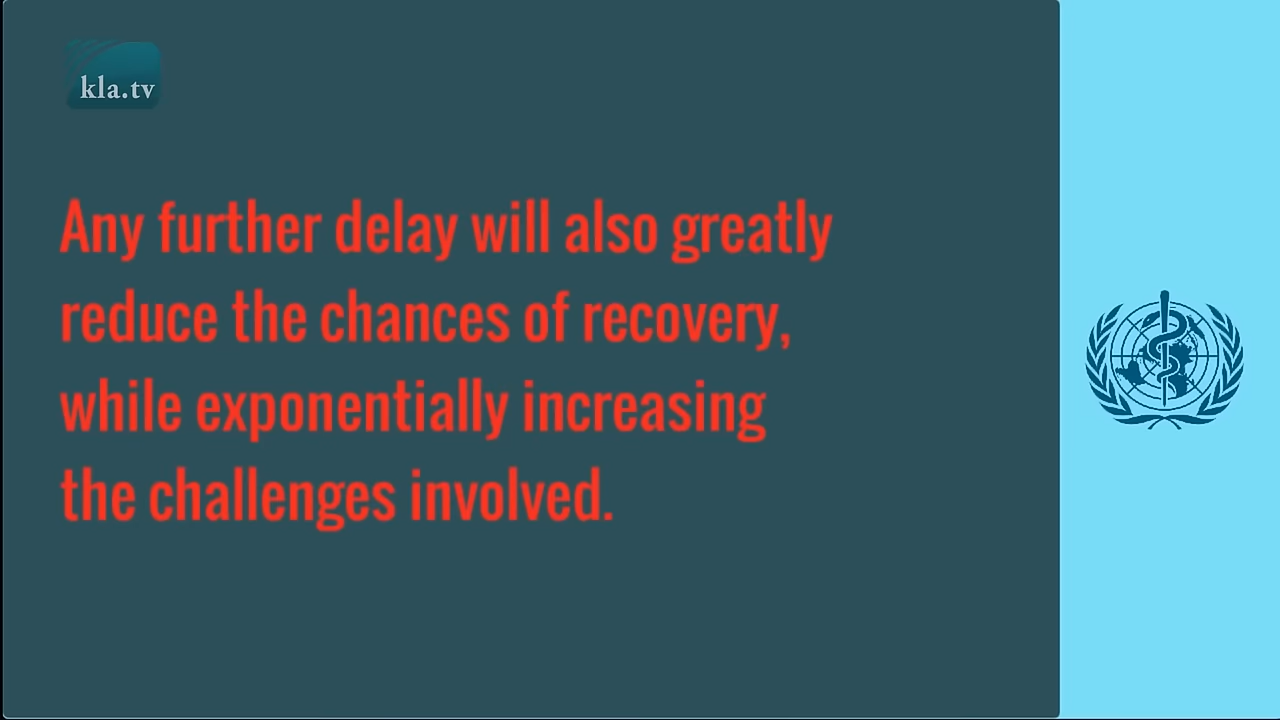 kla.tv
Any further delay will also greatly
reduce the chances of recovery,
while exponentially increasing
the challenges involved.